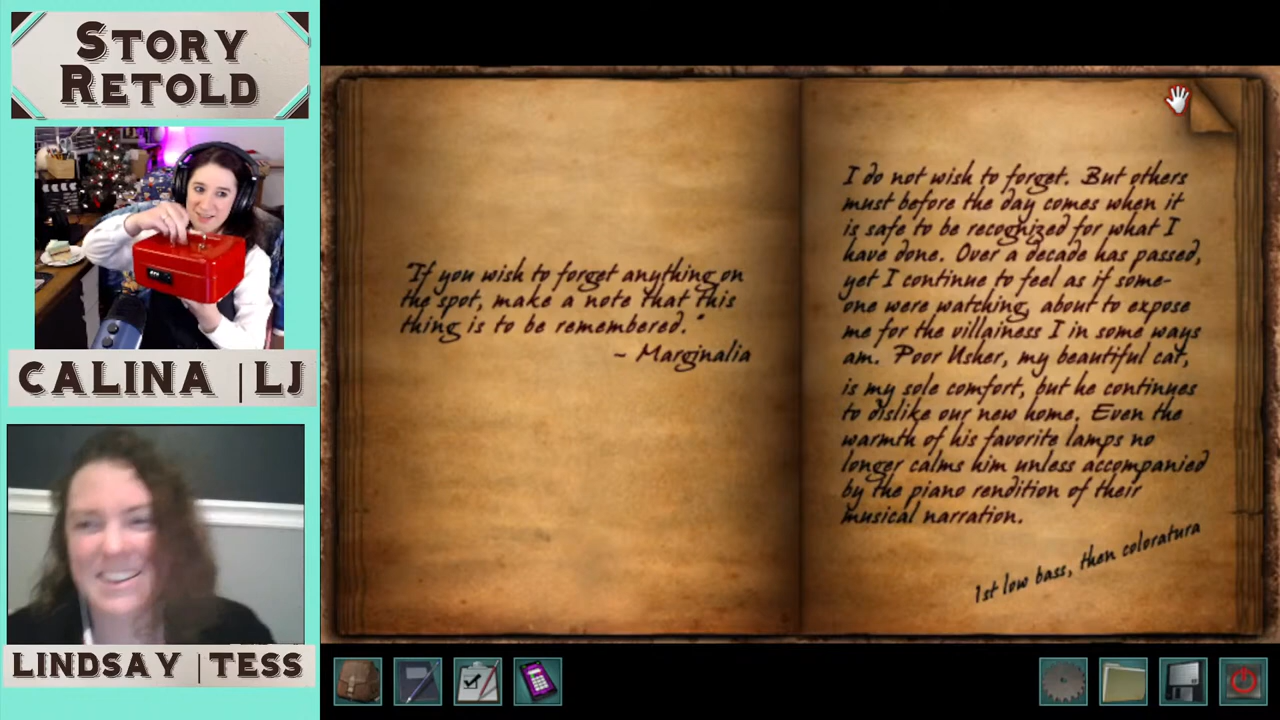 STORY
RETOLD
CALINA | LJ
LINDSAY | TESS
"If you wish to forget anything on
the spot, make a note that this
thing is to be remembered."
~ Marginalia
I do not wish to forget. But others
must before the day comes when it
is safe to be recognized for what I
have done. Over a decade has passed,
yet I continue to feel as if some-
one were watching, about to expose
me for the villainess I in some ways
am. Poor Usher, my beautiful cat,
is my sole comfort, but he continues
to dislike our new home. Even the
warmth of his favorite lamps no
longer calms him unless accompanied
by the piano rendition of their
musical narration.
1st low bass, then coloratura